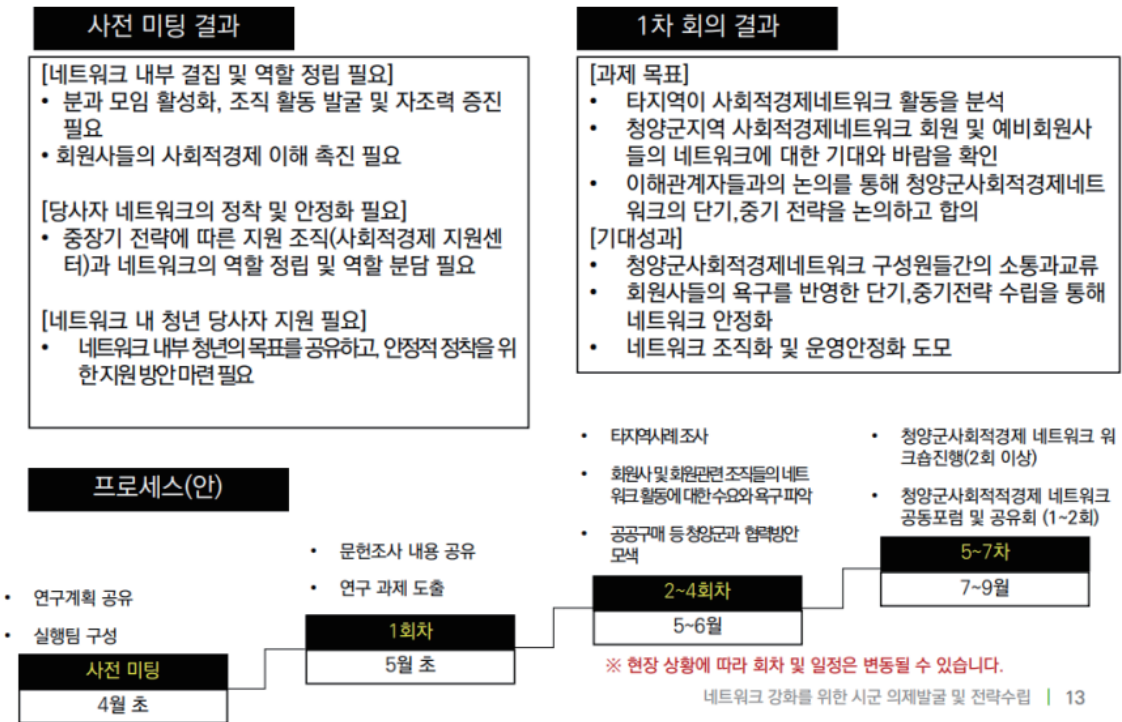 사전 미팅 결과
[네트워크 내부 결집 및 역할 정립 필요]
• 분과 모임 활성화, 조직 활동 발굴 및 자조력 증진
필요
• 회원사들의 사회적경제 이해 촉진 필요
[당사자 네트워크의 정착 및 안정화 필요]
• 중장기 전략에 따른 지원 조직(사회적경제 지원센
터)과 네트워크의 역할 정립 및 역할 분담 필요
[네트워크 내 청년 당사자 지원 필요]
• 네트워크 내부 청년의 목표를 공유하고, 안정적 정착을 위
한 지원 방안 마련 필요
1차 회의 결과
[과제 목표]
• 타지역이 사회적경제네트워크 활동을 분석
• 청양군지역 사회적경제네트워크 회원 및 예비회원사
들의 네트워크에 대한 기대와 바람을 확인
• 이해관계자들과의 논의를 통해 청양군사회적경제네트
워크의 단기,중기 전략을 논의하고 합의
[기대성과]
• 청양군사회적경제네트워크 구성원들간의 소통과교류
• 회원사들의 욕구를 반영한 단기,중기전략 수립을 통해
네트워크 안정화
• 네트워크 조직화 및 운영안정화 도모
프로세스(안)
• 연구계획 공유
• 실행팀 구성
사전 미팅
4월 초
• 문헌조사 내용 공유
• 연구 과제 도출
1회차
5월 초
• 타지역사례 조사
• 회원사 및 회원관련 조직들의 네트
워크 활동에 대한 수요와 욕구 파악
• 공공구매 등 청양군과 협력방안
모색
2~4회차
5~6월
• 청양군사회적경제 네트워크 워
크숍진행(2회 이상)
• 청양군사회적적경제 네트워크
공동포럼 및 공유회 (1~2회)
5~7차
7~9월
※ 현장 상황에 따라 회차 및 일정은 변동될 수 있습니다.
네트워크 강화를 위한 시군 의제발굴 및 전략수립 | 13